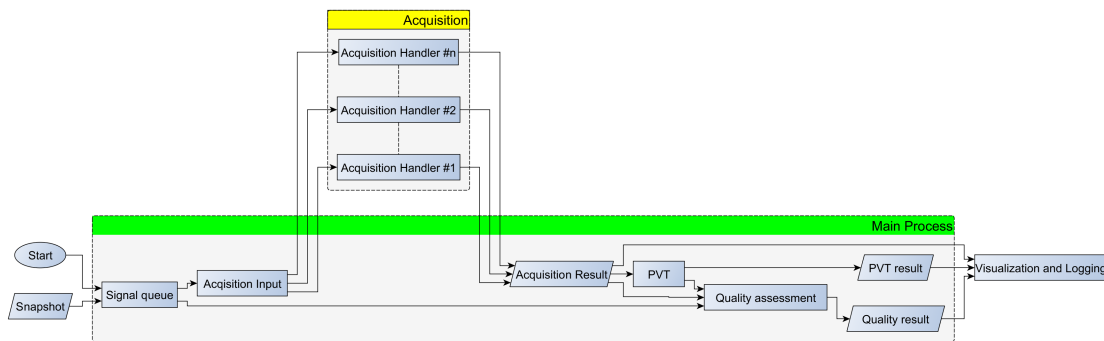 Acquisition
Acquisition Handler #n
Acquisition Handler #2
Acquisition Handler #1
Main Process
Start
Snapshot
Signal queue
Acqisition Input
Acquisition Result
PVT
PVT result
Visualization and Logging
Quality assessment
Quality result